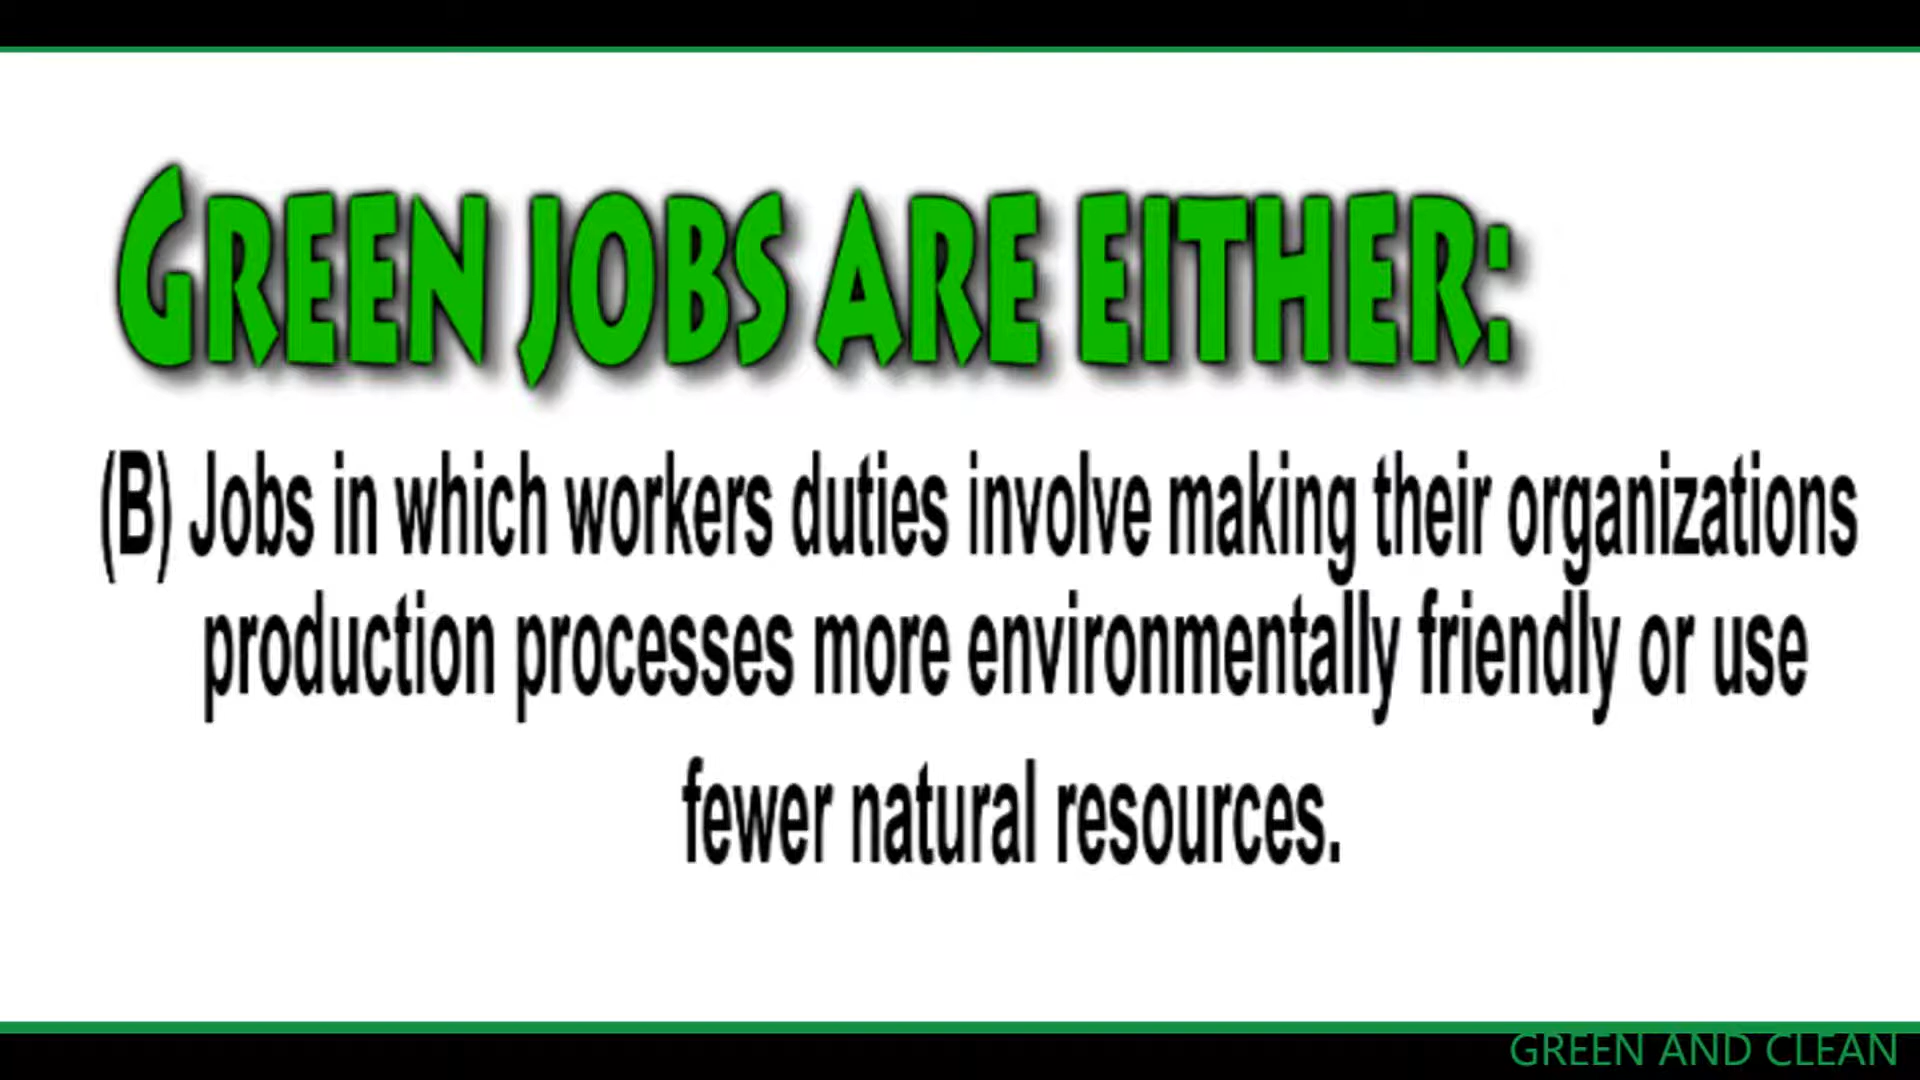 GREEN JOBS ARE EITHER:
(B) Jobs in which workers duties involve making their organizations
production processes more environmentally friendly or use
fewer natural resources.
GREEN AND CLEAN